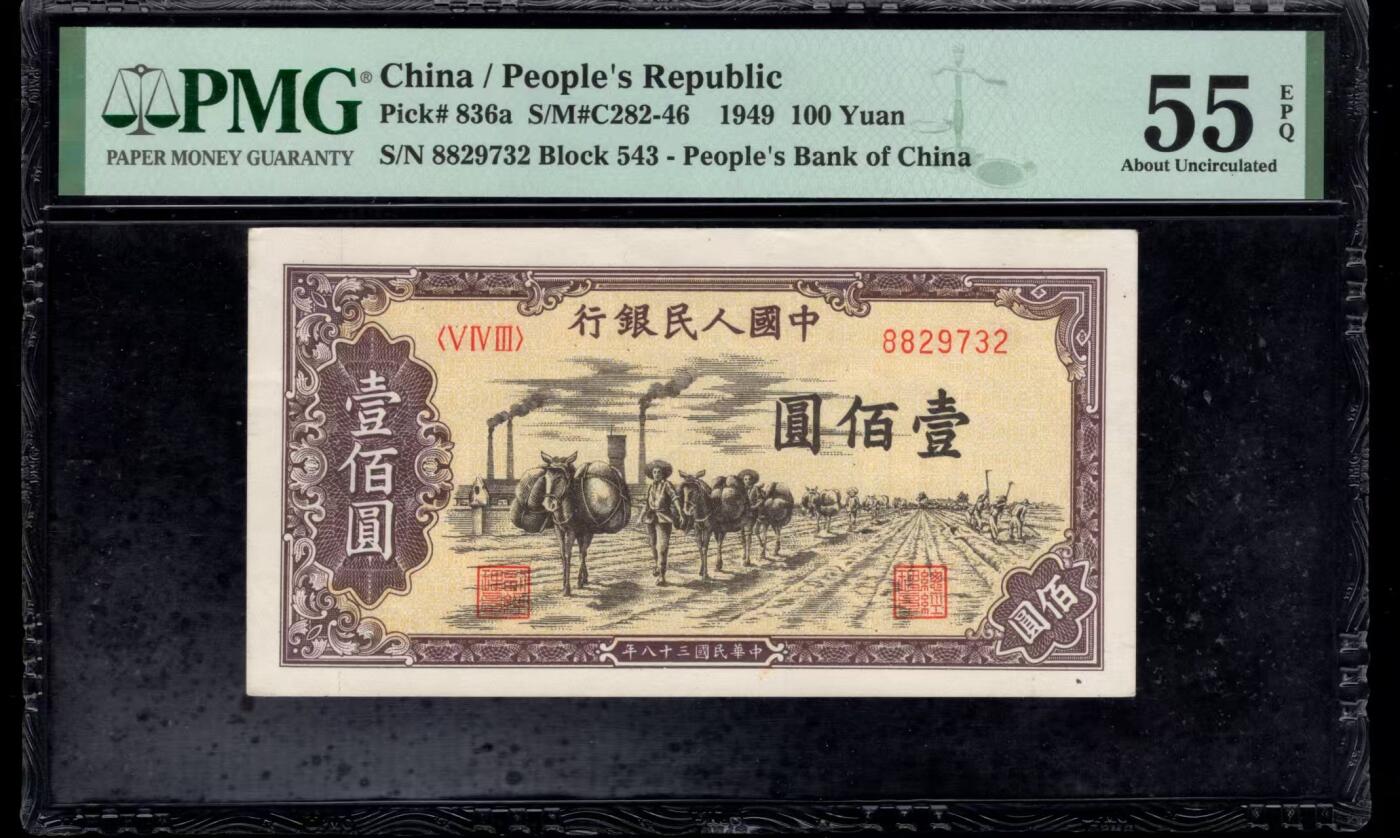 PMG®
PAPER MONEY GUARANTY
China / People's Republic
Pick# 836a S/M#C282-46 1949 100 Yuan
S/N 8829732 Block 543 - People's Bank of China
55
EPQ
About Uncirculated
行銀民人國中
〈VIVIII〉
8829732
圓佰壹
壹佰圓
佰圓
年八十三國民華中